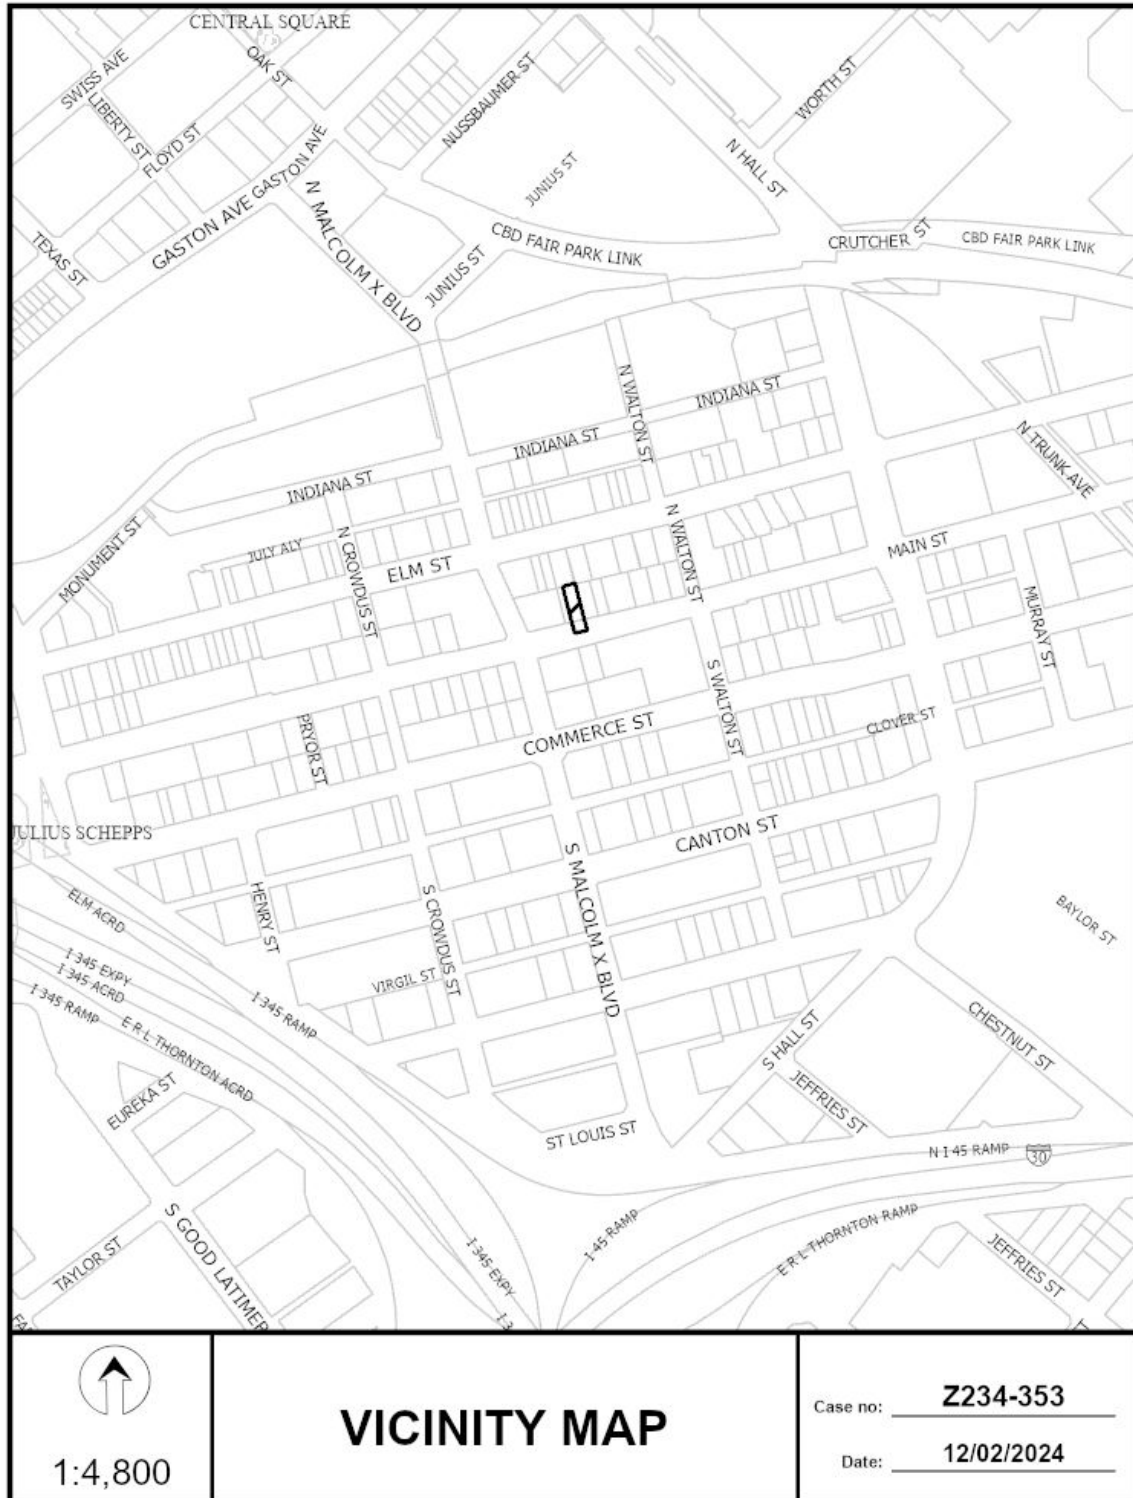 CENTRAL SQUARE
SWISS AVE
OAK ST
LIBERTY ST
FLOYD ST
NUSSBAUMER ST
WORTH ST
GASTON AVE
GASTON AVE
N MALCOLM X BLVD
JUNIUS ST
N HALL ST
TEXAS ST
JUNIUS ST
CBD FAIR PARK LINK
CRUTCHER ST
CBD FAIR PARK LINK
N WALTON ST
INDIANA ST
INDIANA ST
INDIANA ST
N TRUNK AVE
MONUMENT ST
JULY ALY
N CROWDUS ST
ELM ST
N WALTON ST
MAIN ST
MURRAY ST
S WALTON ST
PRYOR ST
COMMERCE ST
CLOVER ST
JULIUS SCHEPPS
CANTON ST
S MALCOLM X BLVD
HENRY ST
S CROWDUS ST
ELM ACRD
BAYLOR ST
I 345 EXPY
I 345 ACRD
I 345 RAMP
I 345 RAMP
VIRGIL ST
E R L THORNTON ACRD
CHESTNUT ST
S HALL ST
JEFFRIES ST
EUREKA ST
ST LOUIS ST
N I 45 RAMP
30
S GOOD LATIMER
TAYLOR ST
I 345 EXPY
I 45 RAMP
E R L THORNTON RAMP
JEFFRIES ST
ST
I 3
FA
1:4,800
VICINITY MAP
Case no: Z234-353
Date: 12/02/2024